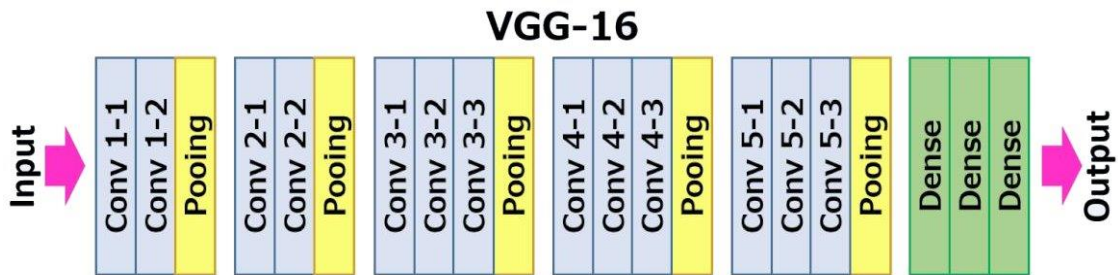 VGG-16
Input
Conv 1-1
Conv 1-2
Pooing
Conv 2-1
Conv 2-2
Pooing
Conv 3-1
Conv 3-2
Conv 3-3
Pooing
Conv 4-1
Conv 4-2
Conv 4-3
Pooing
Conv 5-1
Conv 5-2
Conv 5-3
Pooing
Dense
Dense
Dense
Output